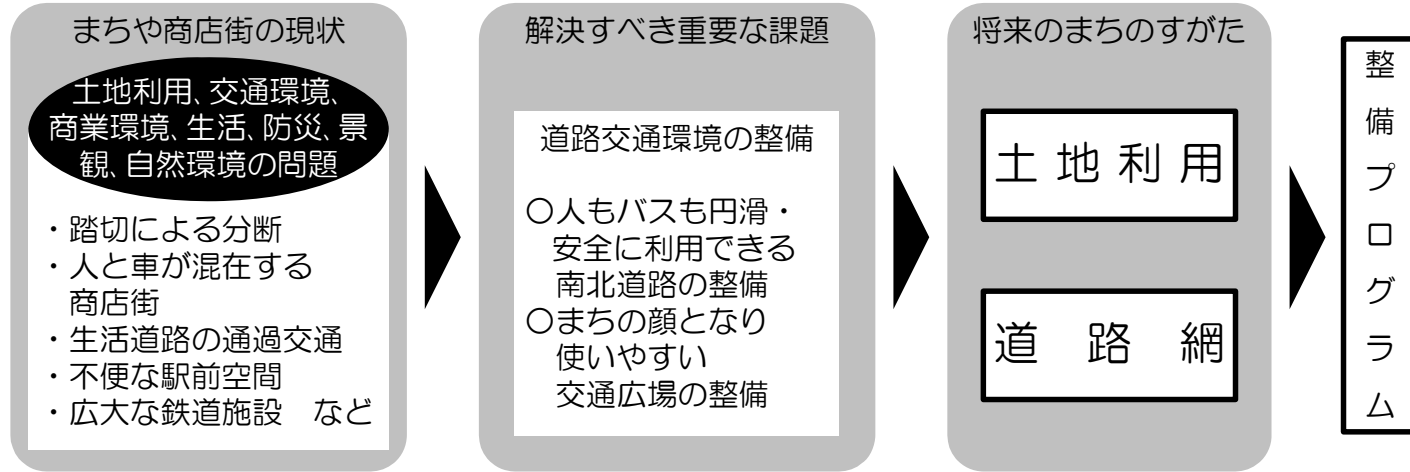 まちや商店街の現状
土地利用、交通環境、
商業環境、生活、防災、景
観、自然環境の問題
・踏切による分断
・人と車が混在する
商店街
・生活道路の通過交通
・不便な駅前空間
・広大な鉄道施設　など
解決すべき重要な課題
道路交通環境の整備
〇人もバスも円滑・
安全に利用できる
南北道路の整備
〇まちの顔となり
使いやすい
交通広場の整備
将来のまちのすがた
土地利用
道路網
整備プログラム